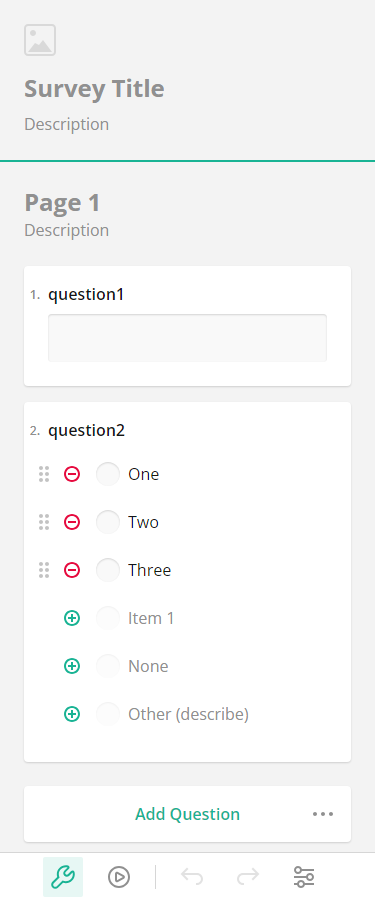 Survey Title
Description
Page 1
Description
1. question1
2. question2
One
Two
Three
Item 1
None
Other (describe)
Add Question